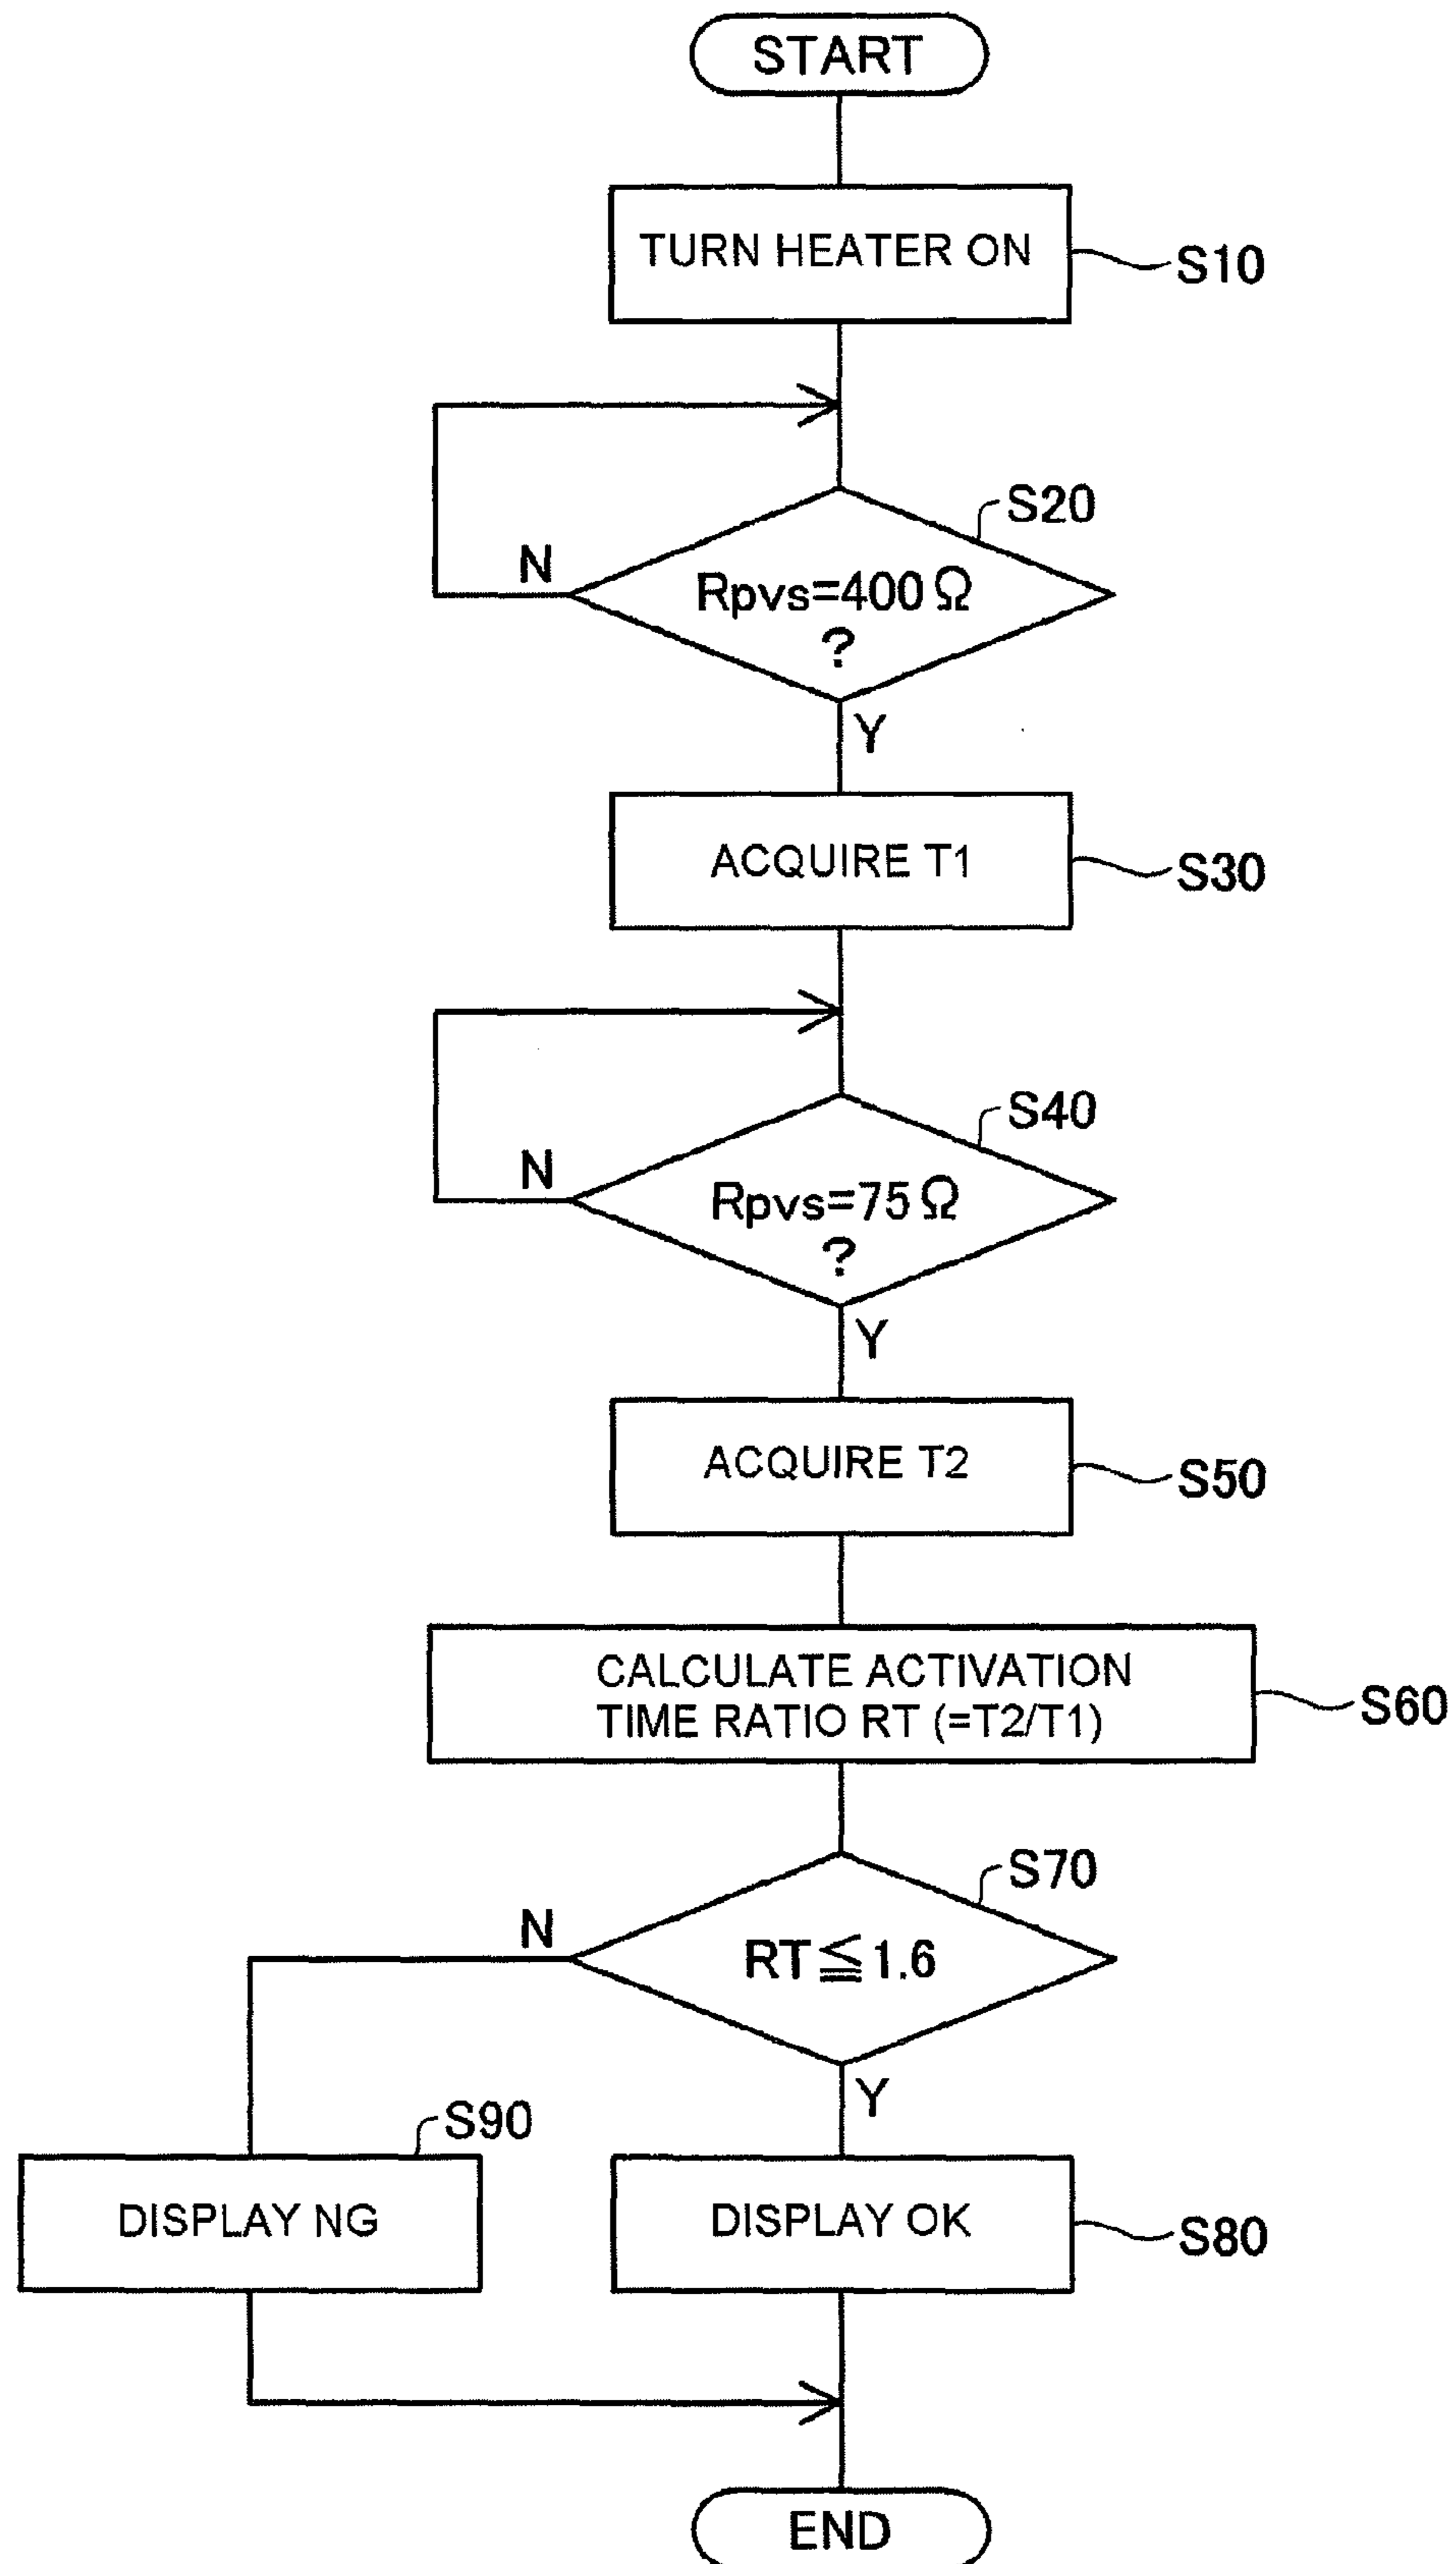 START
TURN HEATER ON
S10
S20
N
Rpvs=400Ω
?
Y
ACQUIRE T1
S30
S40
N
Rpvs=75Ω
?
Y
ACQUIRE T2
S50
CALCULATE ACTIVATION
TIME RATIO RT (=T2/T1)
S60
S70
N
RT≦1.6
Y
S90
DISPLAY NG
DISPLAY OK
S80
END